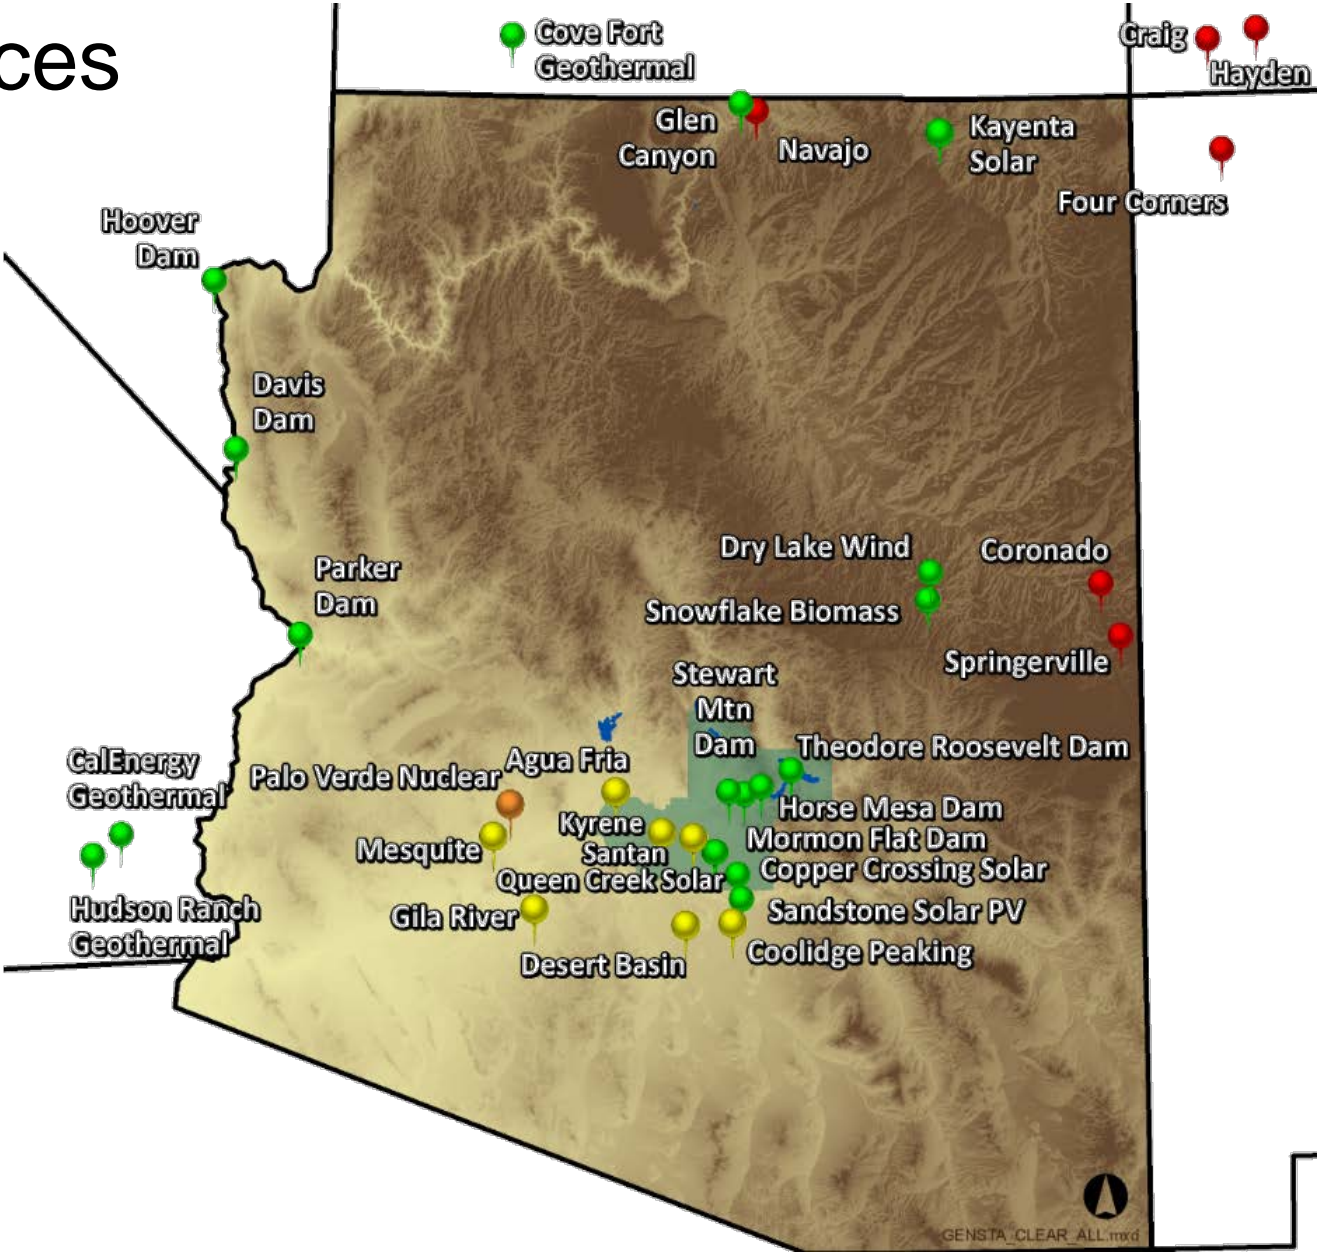 ces
Cove Fort
Geothermal
Craig
Hayden
Glen
Canyon
Navajo
Kayenta
Solar
Four Corners
Hoover
Dam
Davis
Dam
Parker
Dam
Dry Lake Wind
Coronado
Snowflake Biomass
Springerville
Stewart
Mtn
Dam
Theodore Roosevelt Dam
CalEnergy
Geothermal
Palo Verde Nuclear
Agua Fria
Horse Mesa Dam
Kyrene
Mormon Flat Dam
Mesquite
Santan
Copper Crossing Solar
Queen Creek Solar
Hudson Ranch
Geothermal
Gila River
Sandstone Solar PV
Desert Basin
Coolidge Peaking
GENSTA_CLEAR_ALL.mxd